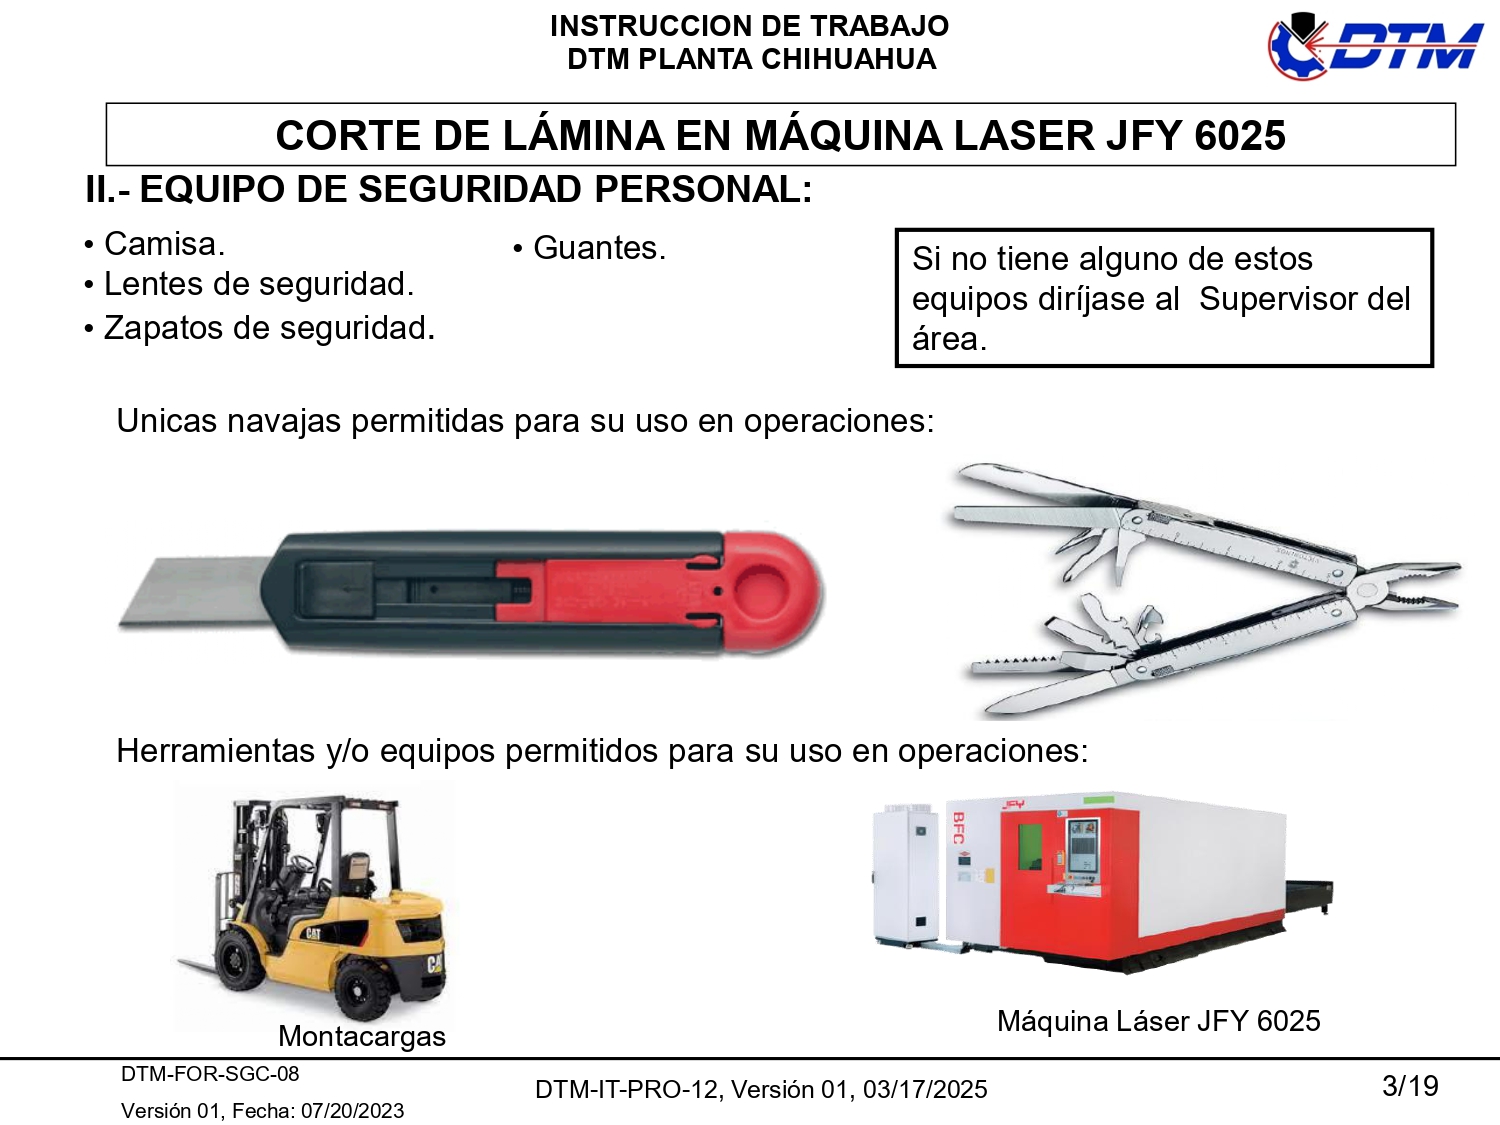 INSTRUCCION DE TRABAJO
DTM PLANTA CHIHUAHUA
DTM
CORTE DE LÁMINA EN MÁQUINA LASER JFY 6025
II.- EQUIPO DE SEGURIDAD PERSONAL:
• Camisa.
• Lentes de seguridad.
• Zapatos de seguridad.
• Guantes.
Si no tiene alguno de estos
equipos diríjase al Supervisor del
área.
Unicas navajas permitidas para su uso en operaciones:
VICTORINOX
Herramientas y/o equipos permitidos para su uso en operaciones:
CAT
Montacargas
JFY
BFC
Máquina Láser JFY 6025
DTM-FOR-SGC-08
Versión 01, Fecha: 07/20/2023
DTM-IT-PRO-12, Versión 01, 03/17/2025
3/19